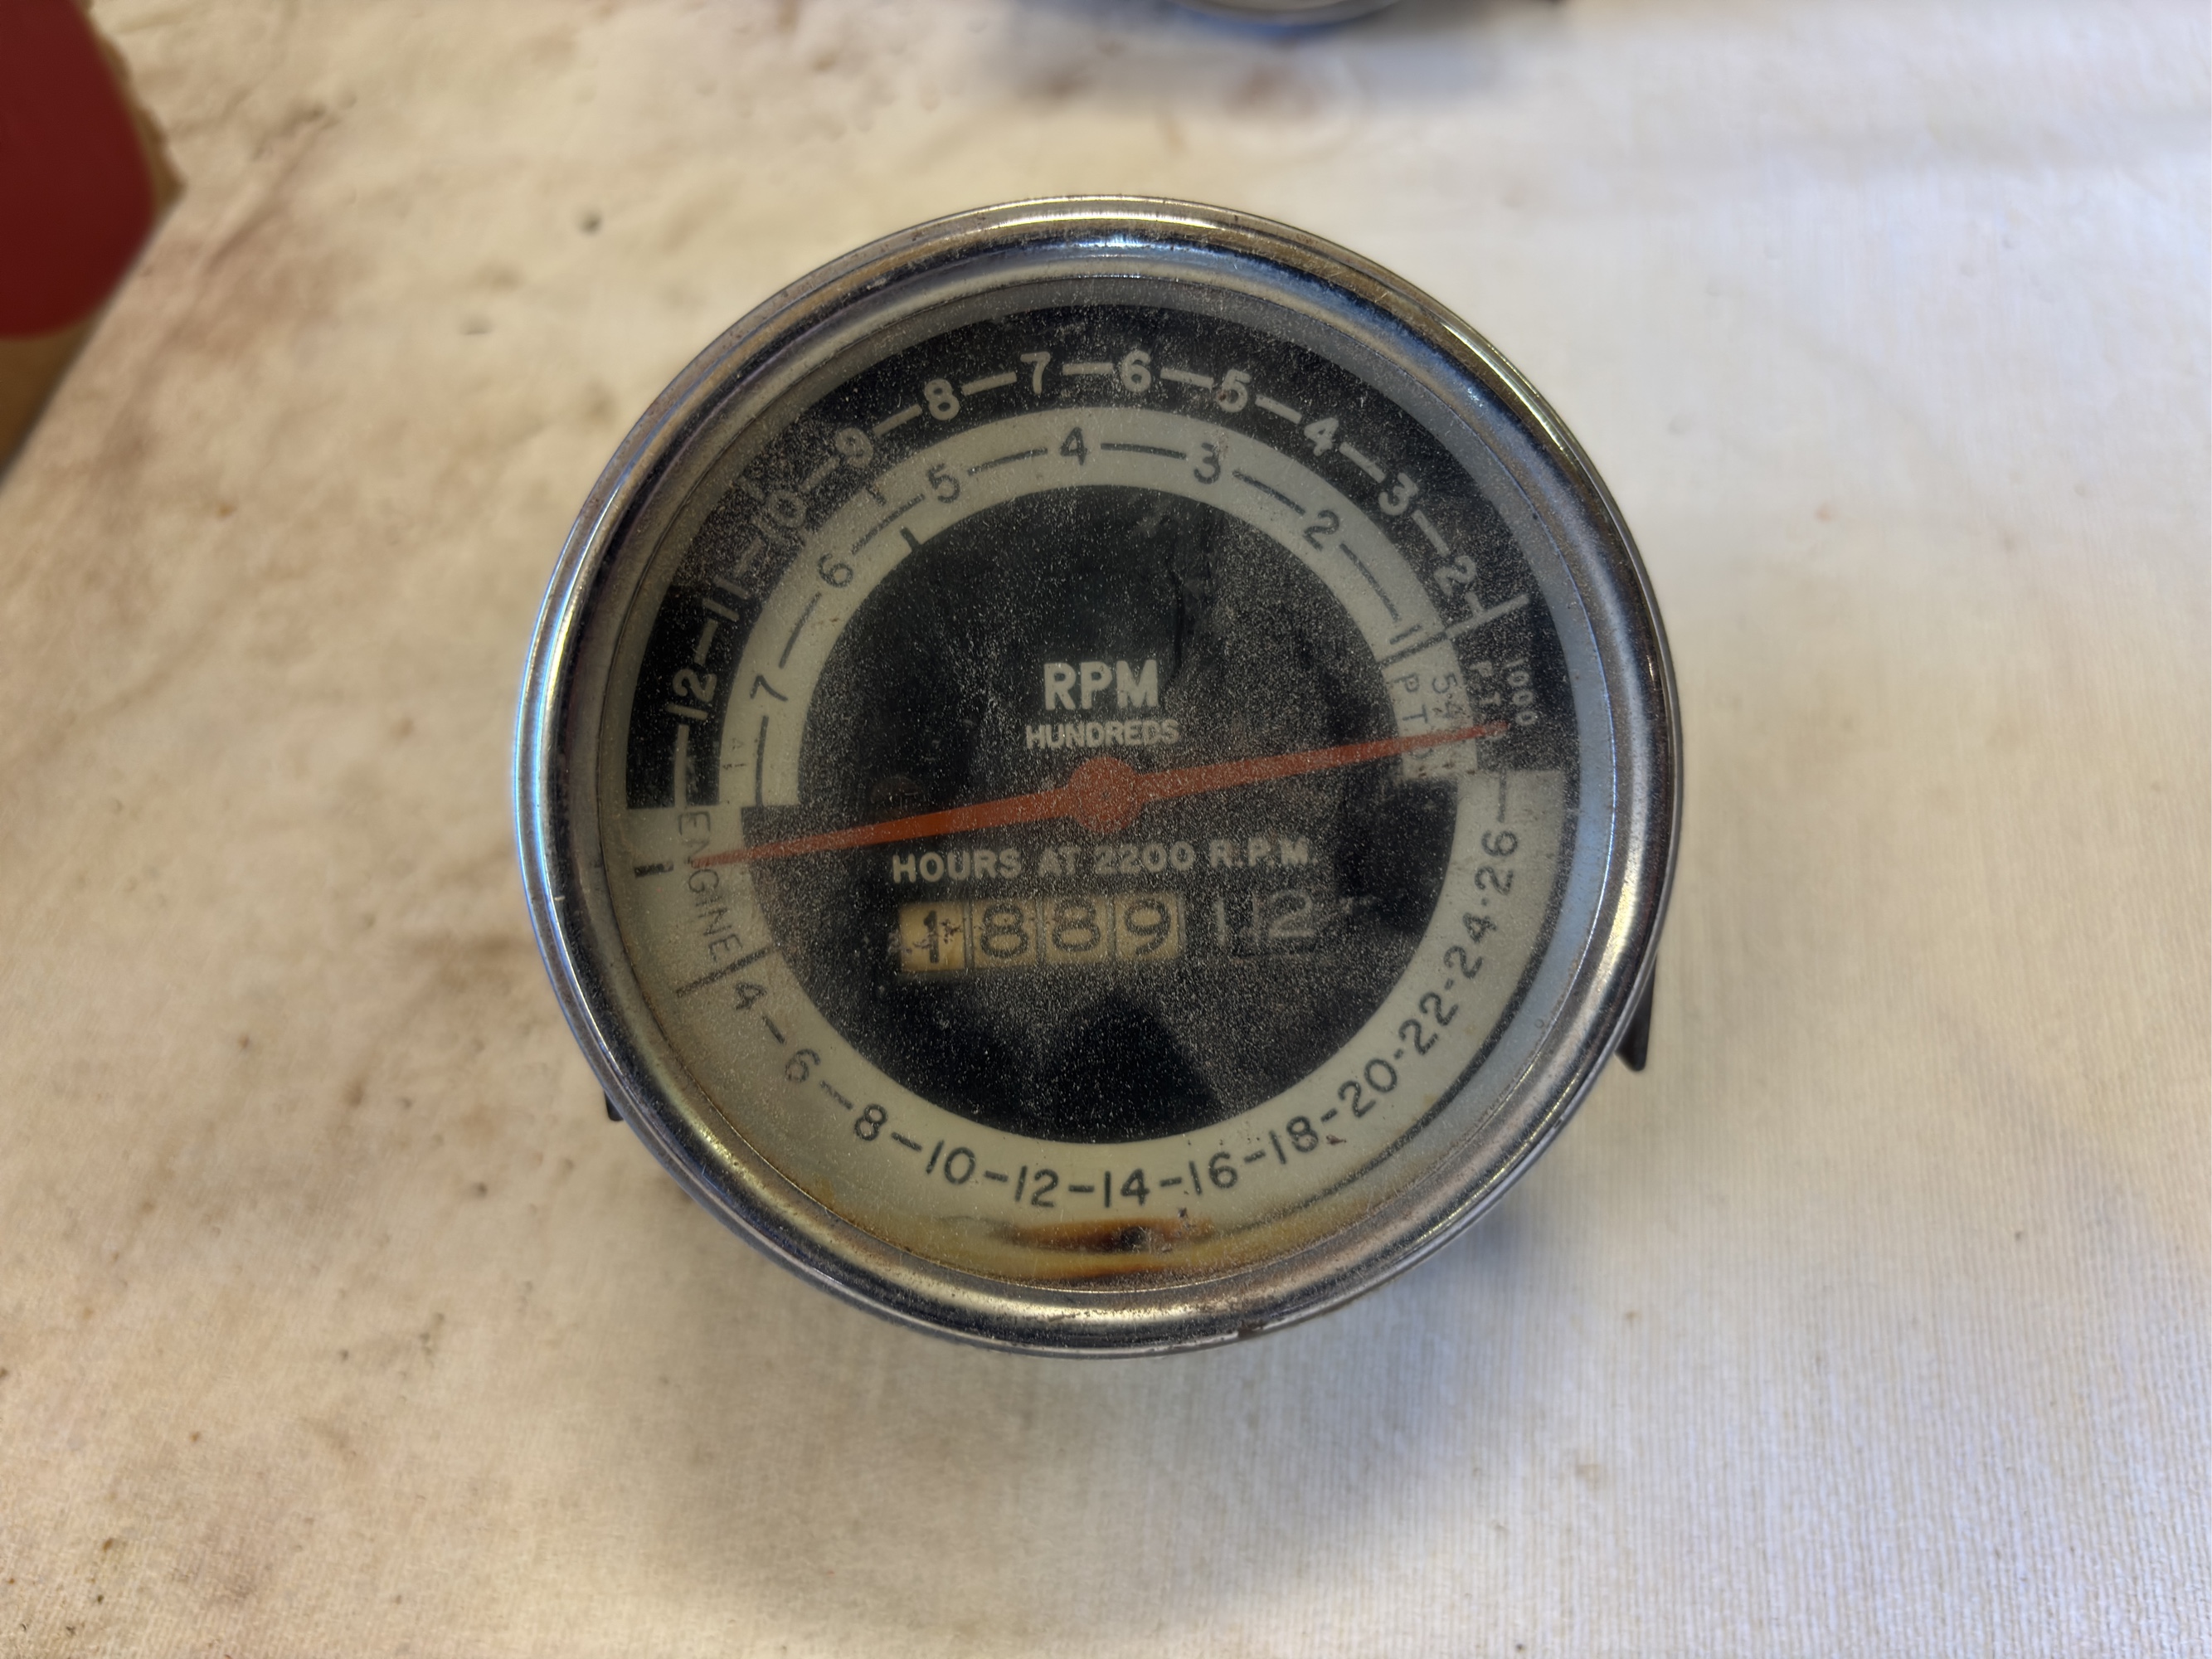 12-11-10-9-8-7-6-5-4-3-2-
1000
7-6-5-4-3-2-1
RPM
HUNDREDS
ENGINE
HOURS AT 2200 R.P.M.
1889 12
4-6-8-10-12-14-16-18-20-22-24-26-